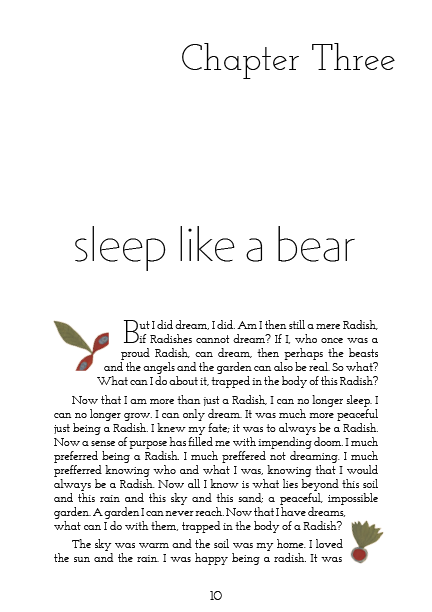 Chapter Three
sleep like a bear
But I did dream, I did. Am I then still a mere Radish,
if Radishes cannot dream? If I, who once was a
proud Radish, can dream, then perhaps the beasts
and the angels and the garden can also be real. So what?
What can I do about it, trapped in the body of this Radish?
Now that I am more than just a Radish, I can no longer sleep. I
can no longer grow. I can only dream. It was much more peaceful
just being a Radish. I knew my fate; it was to always be a Radish.
Now a sense of purpose has filled me with impending doom. I much
preferred being a Radish. I much preffered not dreaming. I much
prefferred knowing who and what I was, knowing that I would
always be a Radish. Now all I know is what lies beyond this soil
and this rain and this sky and this sand; a peaceful, impossible
garden. A garden I can never reach. Now that I have dreams,
what can I do with them, trapped in the body of a Radish?
The sky was warm and the soil was my home. I loved
the sun and the rain. I was happy being a radish. It was
10